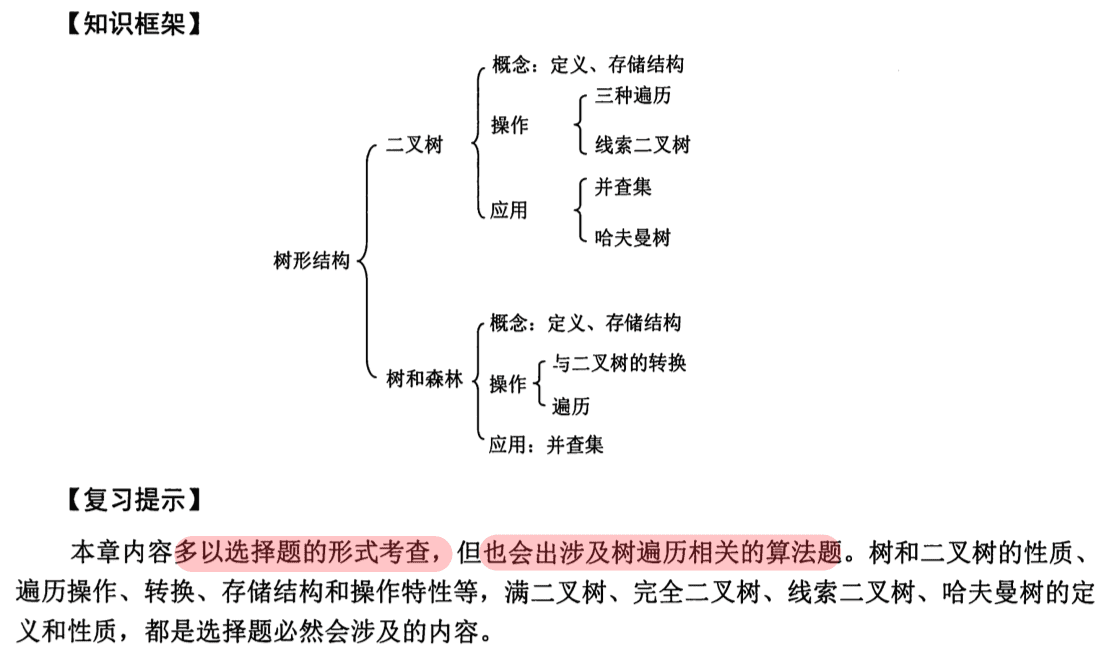 【知识框架】
概念：定义、存储结构
三种遍历
操作
线索二叉树
二叉树
并查集
应用
哈夫曼树
树形结构
概念：定义、存储结构
与二叉树的转换
树和森林
操作
遍历
应用：并查集
【复习提示】
本章内容多以选择题的形式考查，但也会出涉及树遍历相关的算法题。树和二叉树的性质、
遍历操作、转换、存储结构和操作特性等，满二叉树、完全二叉树、线索二叉树、哈夫曼树的定
义和性质，都是选择题必然会涉及的内容。